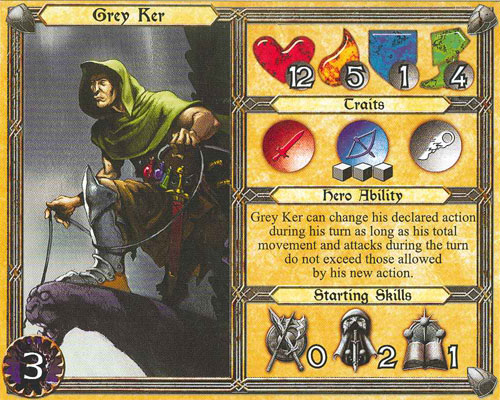 Grey Ker
12 5 1 4
Traits
Hero Ability
Grey Ker can change his declared action
during his turn as long as his total
movement and attacks during the turn
do not exceed those allowed
by his new action.
Starting Skills
0 2 1
3